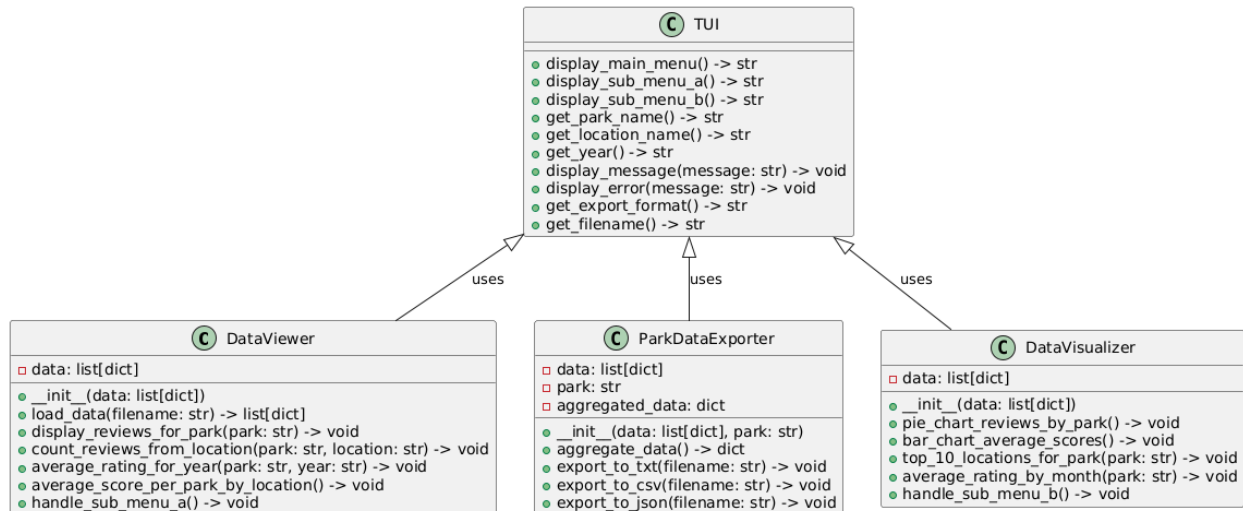 C TUI
display_main_menu() -> str
display_sub_menu_a() -> str
display_sub_menu_b() -> str
get_park_name() -> str
get_location_name() -> str
get_year() -> str
display_message(message: str) -> void
display_error(message: str) -> void
get_export_format() -> str
get_filename() -> str
uses
uses
uses
C DataViewer
data: list[dict]
__init__(data: list[dict])
load_data(filename: str) -> list[dict]
display_reviews_for_park(park: str) -> void
count_reviews_from_location(park: str, location: str) -> void
average_rating_for_year(park: str, year: str) -> void
average_score_per_park_by_location() -> void
handle_sub_menu_a() -> void
C ParkDataExporter
data: list[dict]
park: str
aggregated_data: dict
__init__(data: list[dict], park: str)
aggregate_data() -> dict
export_to_txt(filename: str) -> void
export_to_csv(filename: str) -> void
export_to_json(filename: str) -> void
C DataVisualizer
data: list[dict]
__init__(data: list[dict])
pie_chart_reviews_by_park() -> void
bar_chart_average_scores() -> void
top_10_locations_for_park(park: str) -> void
average_rating_by_month(park: str) -> void
handle_sub_menu_b() -> void